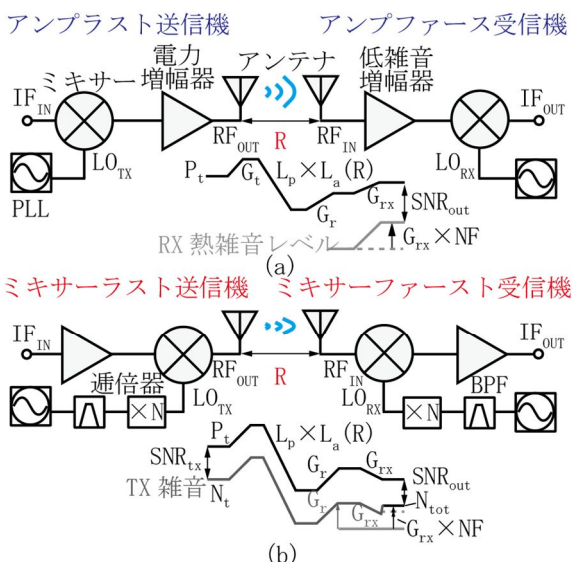 アンプラスト送信機 アンプファースト受信機
電力
増幅器
ミキサー
アンテナ
低雑音
増幅器
IF_IN
IF_OUT
RF_OUT
R
RF_IN
LO_TX
LO_RX
PLL
P_t
G_t
L_p×L_a(R)
G_r
G_rx
SNR_out
RX 熱雑音レベル
G_rx×NF
(a)
ミキサーラスト送信機 ミキサーファースト受信機
IF_IN
IF_OUT
逓倍器
RF_OUT
R
RF_IN
BPF
LO_TX
LO_RX
×N
×N
P_t
L_p×L_a(R)
SNR_tx
G_r
G_rx
SNR_out
TX 雑音
N_t
G_r
G_rx
N_tot
G_rx×NF
(b)